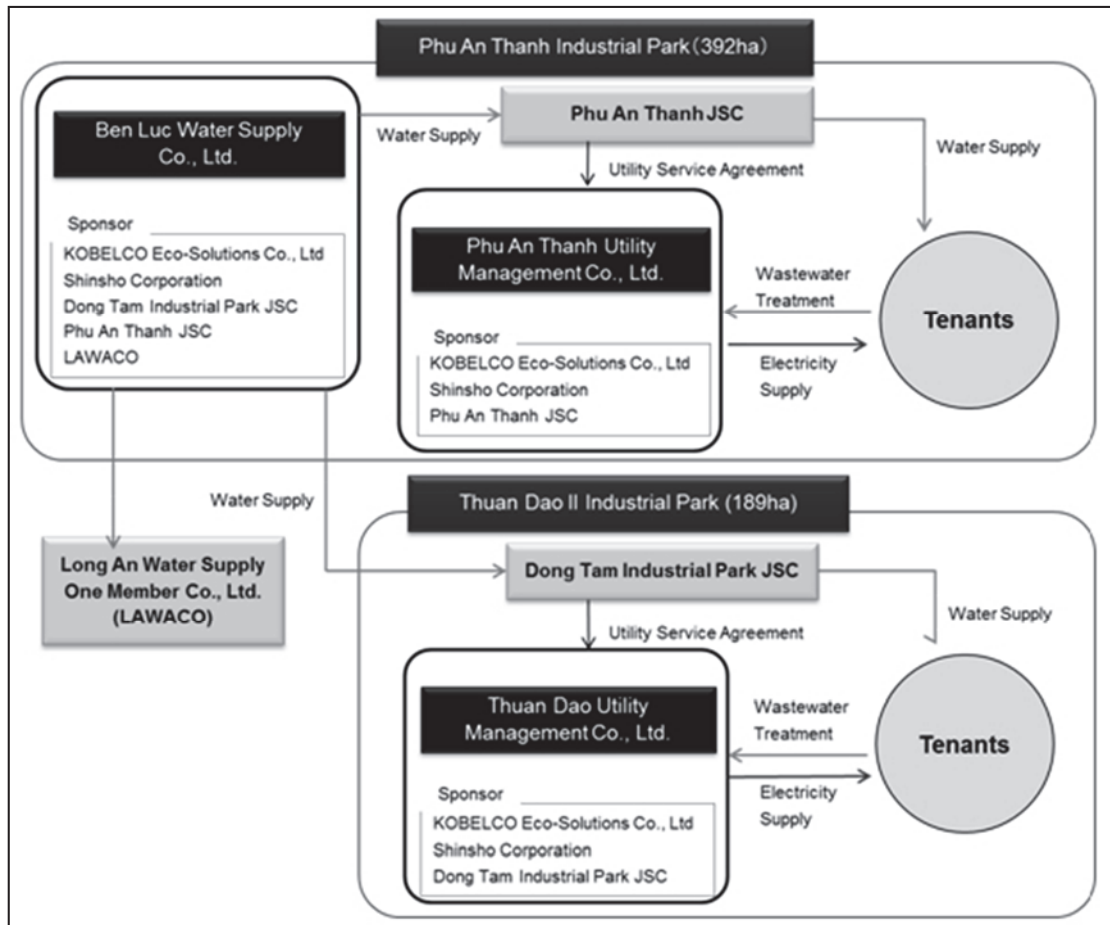 Phu An Thanh Industrial Park(392ha)
Ben Luc Water Supply
Co., Ltd.
Sponsor
KOBELCO Eco-Solutions Co., Ltd
Shinsho Corporation
Dong Tam Industrial Park JSC
Phu An Thanh JSC
LAWACO
Water Supply
Phu An Thanh JSC
Water Supply
Utility Service Agreement
Phu An Thanh Utility
Management Co., Ltd.
Sponsor
KOBELCO Eco-Solutions Co., Ltd
Shinsho Corporation
Phu An Thanh JSC
Wastewater
Treatment
Electricity
Supply
Tenants
Water Supply
Long An Water Supply
One Member Co., Ltd.
(LAWACO)
Thuan Dao II Industrial Park (189ha)
Dong Tam Industrial Park JSC
Water Supply
Utility Service Agreement
Thuan Dao Utility
Management Co., Ltd.
Sponsor
KOBELCO Eco-Solutions Co., Ltd
Shinsho Corporation
Dong Tam Industrial Park JSC
Wastewater
Treatment
Electricity
Supply
Tenants